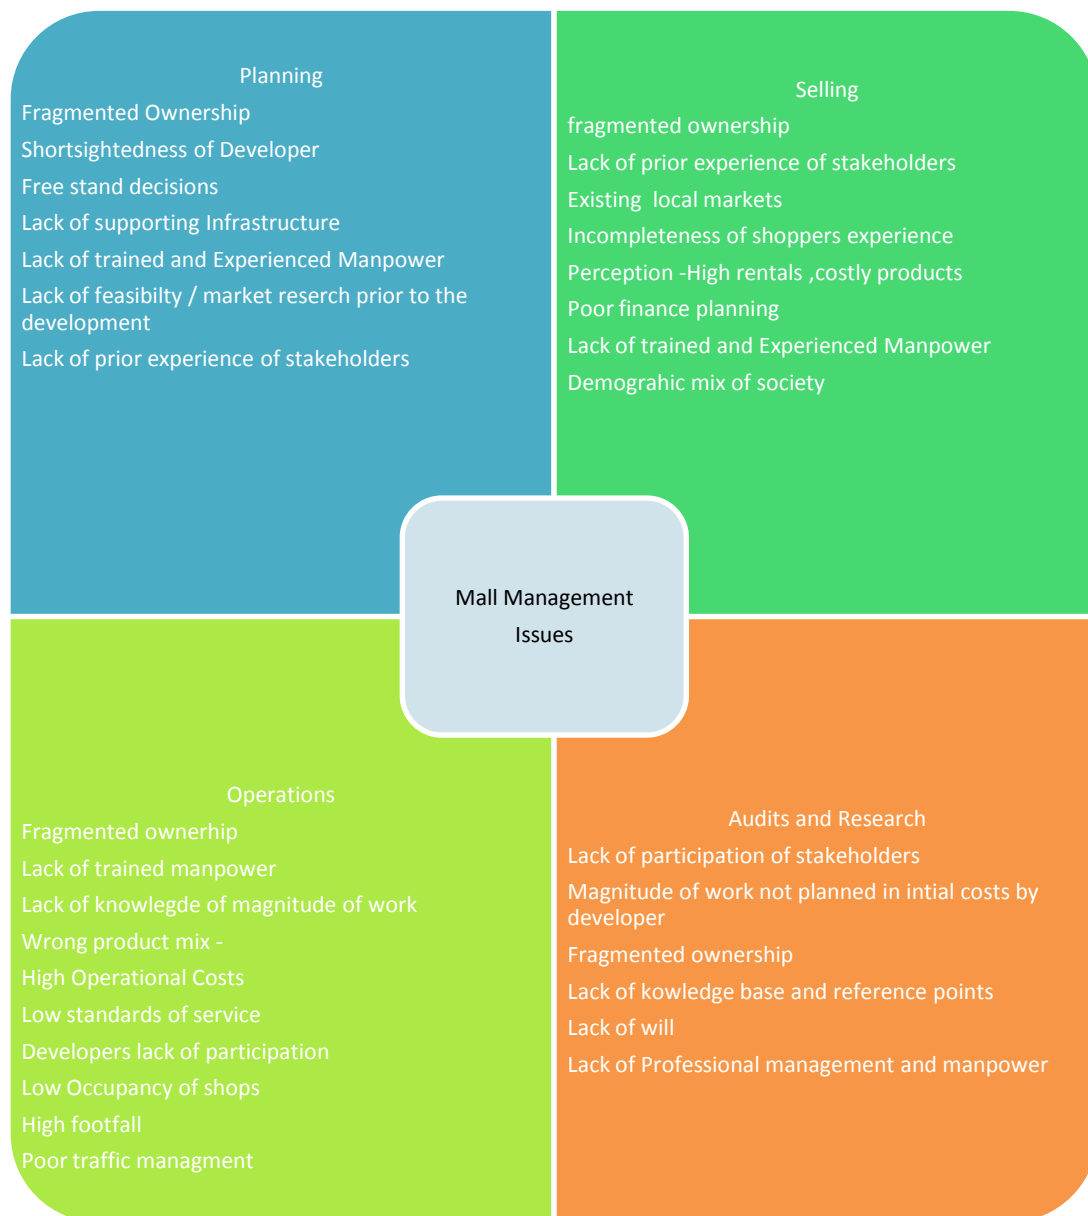 Planning
Fragmented Ownership
Shortsightedness of Developer
Free stand decisions
Lack of supporting Infrastructure
Lack of trained and Experienced Manpower
Lack of feasibilty / market reserch prior to the
development
Lack of prior experience of stakeholders
Selling
fragmented ownership
Lack of prior experience of stakeholders
Existing  local markets
Incompleteness of shoppers experience
Perception -High rentals ,costly products
Poor finance planning
Lack of trained and Experienced Manpower
Demograhic mix of society
Mall Management
Issues
Operations
Fragmented ownerhip
Lack of trained manpower
Lack of knowlegde of magnitude of work
Wrong product mix -
High Operational Costs
Low standards of service
Developers lack of participation
Low Occupancy of shops
High footfall
Poor traffic managment
Audits and Research
Lack of participation of stakeholders
Magnitude of work not planned in intial costs by
developer
Fragmented ownership
Lack of kowledge base and reference points
Lack of will
Lack of Professional management and manpower